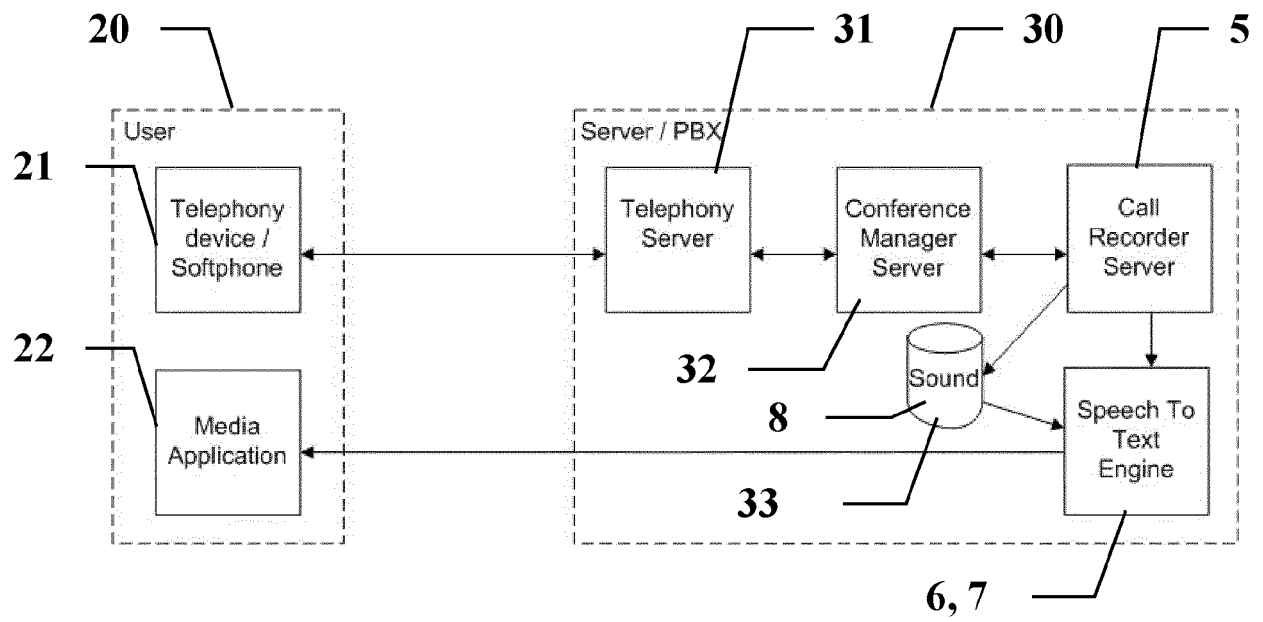 20
31
30
5
User
Server / PBX
21
Telephony
device /
Softphone
Telephony
Server
Conference
Manager
Server
Call
Recorder
Server
22
Media
Application
32
Sound
8
33
Speech To
Text
Engine
6, 7